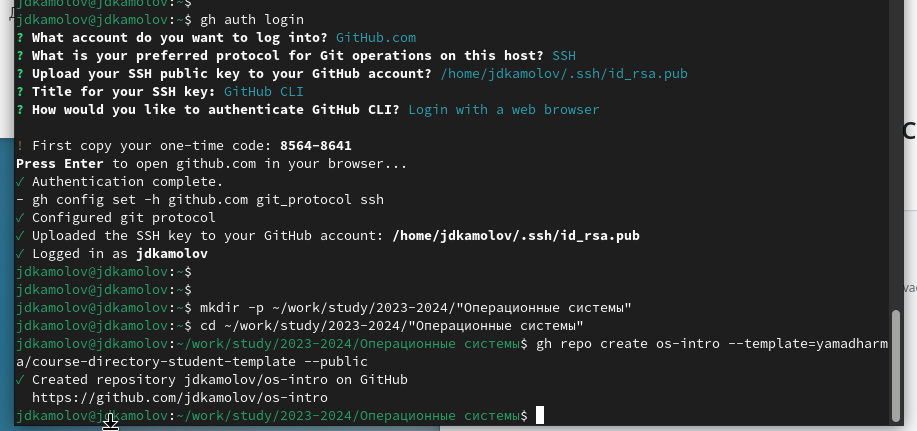 jdkamolov@jdkamolov:~$
jdkamolov@jdkamolov:~$ gh auth login
? What account do you want to log into? GitHub.com
? What is your preferred protocol for Git operations on this host? SSH
? Upload your SSH public key to your GitHub account? /home/jdkamolov/.ssh/id_rsa.pub
? Title for your SSH key: GitHub CLI
? How would you like to authenticate GitHub CLI? Login with a web browser
! First copy your one-time code: 8564-8641
Press Enter to open github.com in your browser...
✓ Authentication complete.
- gh config set -h github.com git_protocol ssh
✓ Configured git protocol
✓ Uploaded the SSH key to your GitHub account: /home/jdkamolov/.ssh/id_rsa.pub
✓ Logged in as jdkamolov
jdkamolov@jdkamolov:~$
jdkamolov@jdkamolov:~$
jdkamolov@jdkamolov:~$ mkdir -p ~/work/study/2023-2024/"Операционные системы"
jdkamolov@jdkamolov:~$ cd ~/work/study/2023-2024/"Операционные системы"
jdkamolov@jdkamolov:~/work/study/2023-2024/Операционные системы$ gh repo create os-intro --template=yamadharm
a/course-directory-student-template --public
✓ Created repository jdkamolov/os-intro on GitHub
https://github.com/jdkamolov/os-intro
jdkamolov@jdkamolov:~/work/study/2023-2024/Операционные системы$